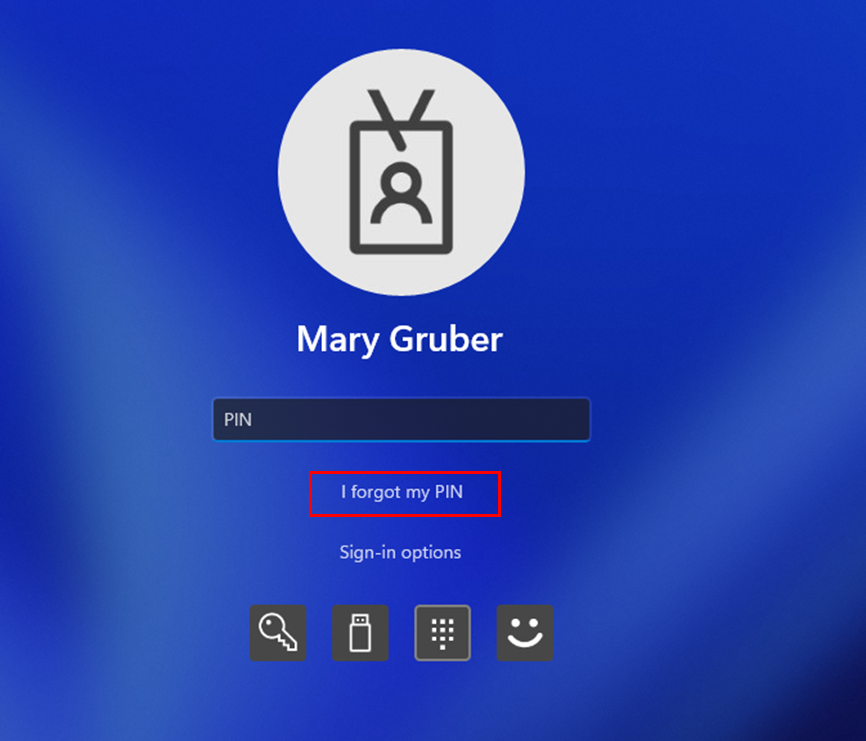 Mary Gruber
PIN
I forgot my PIN
Sign-in options